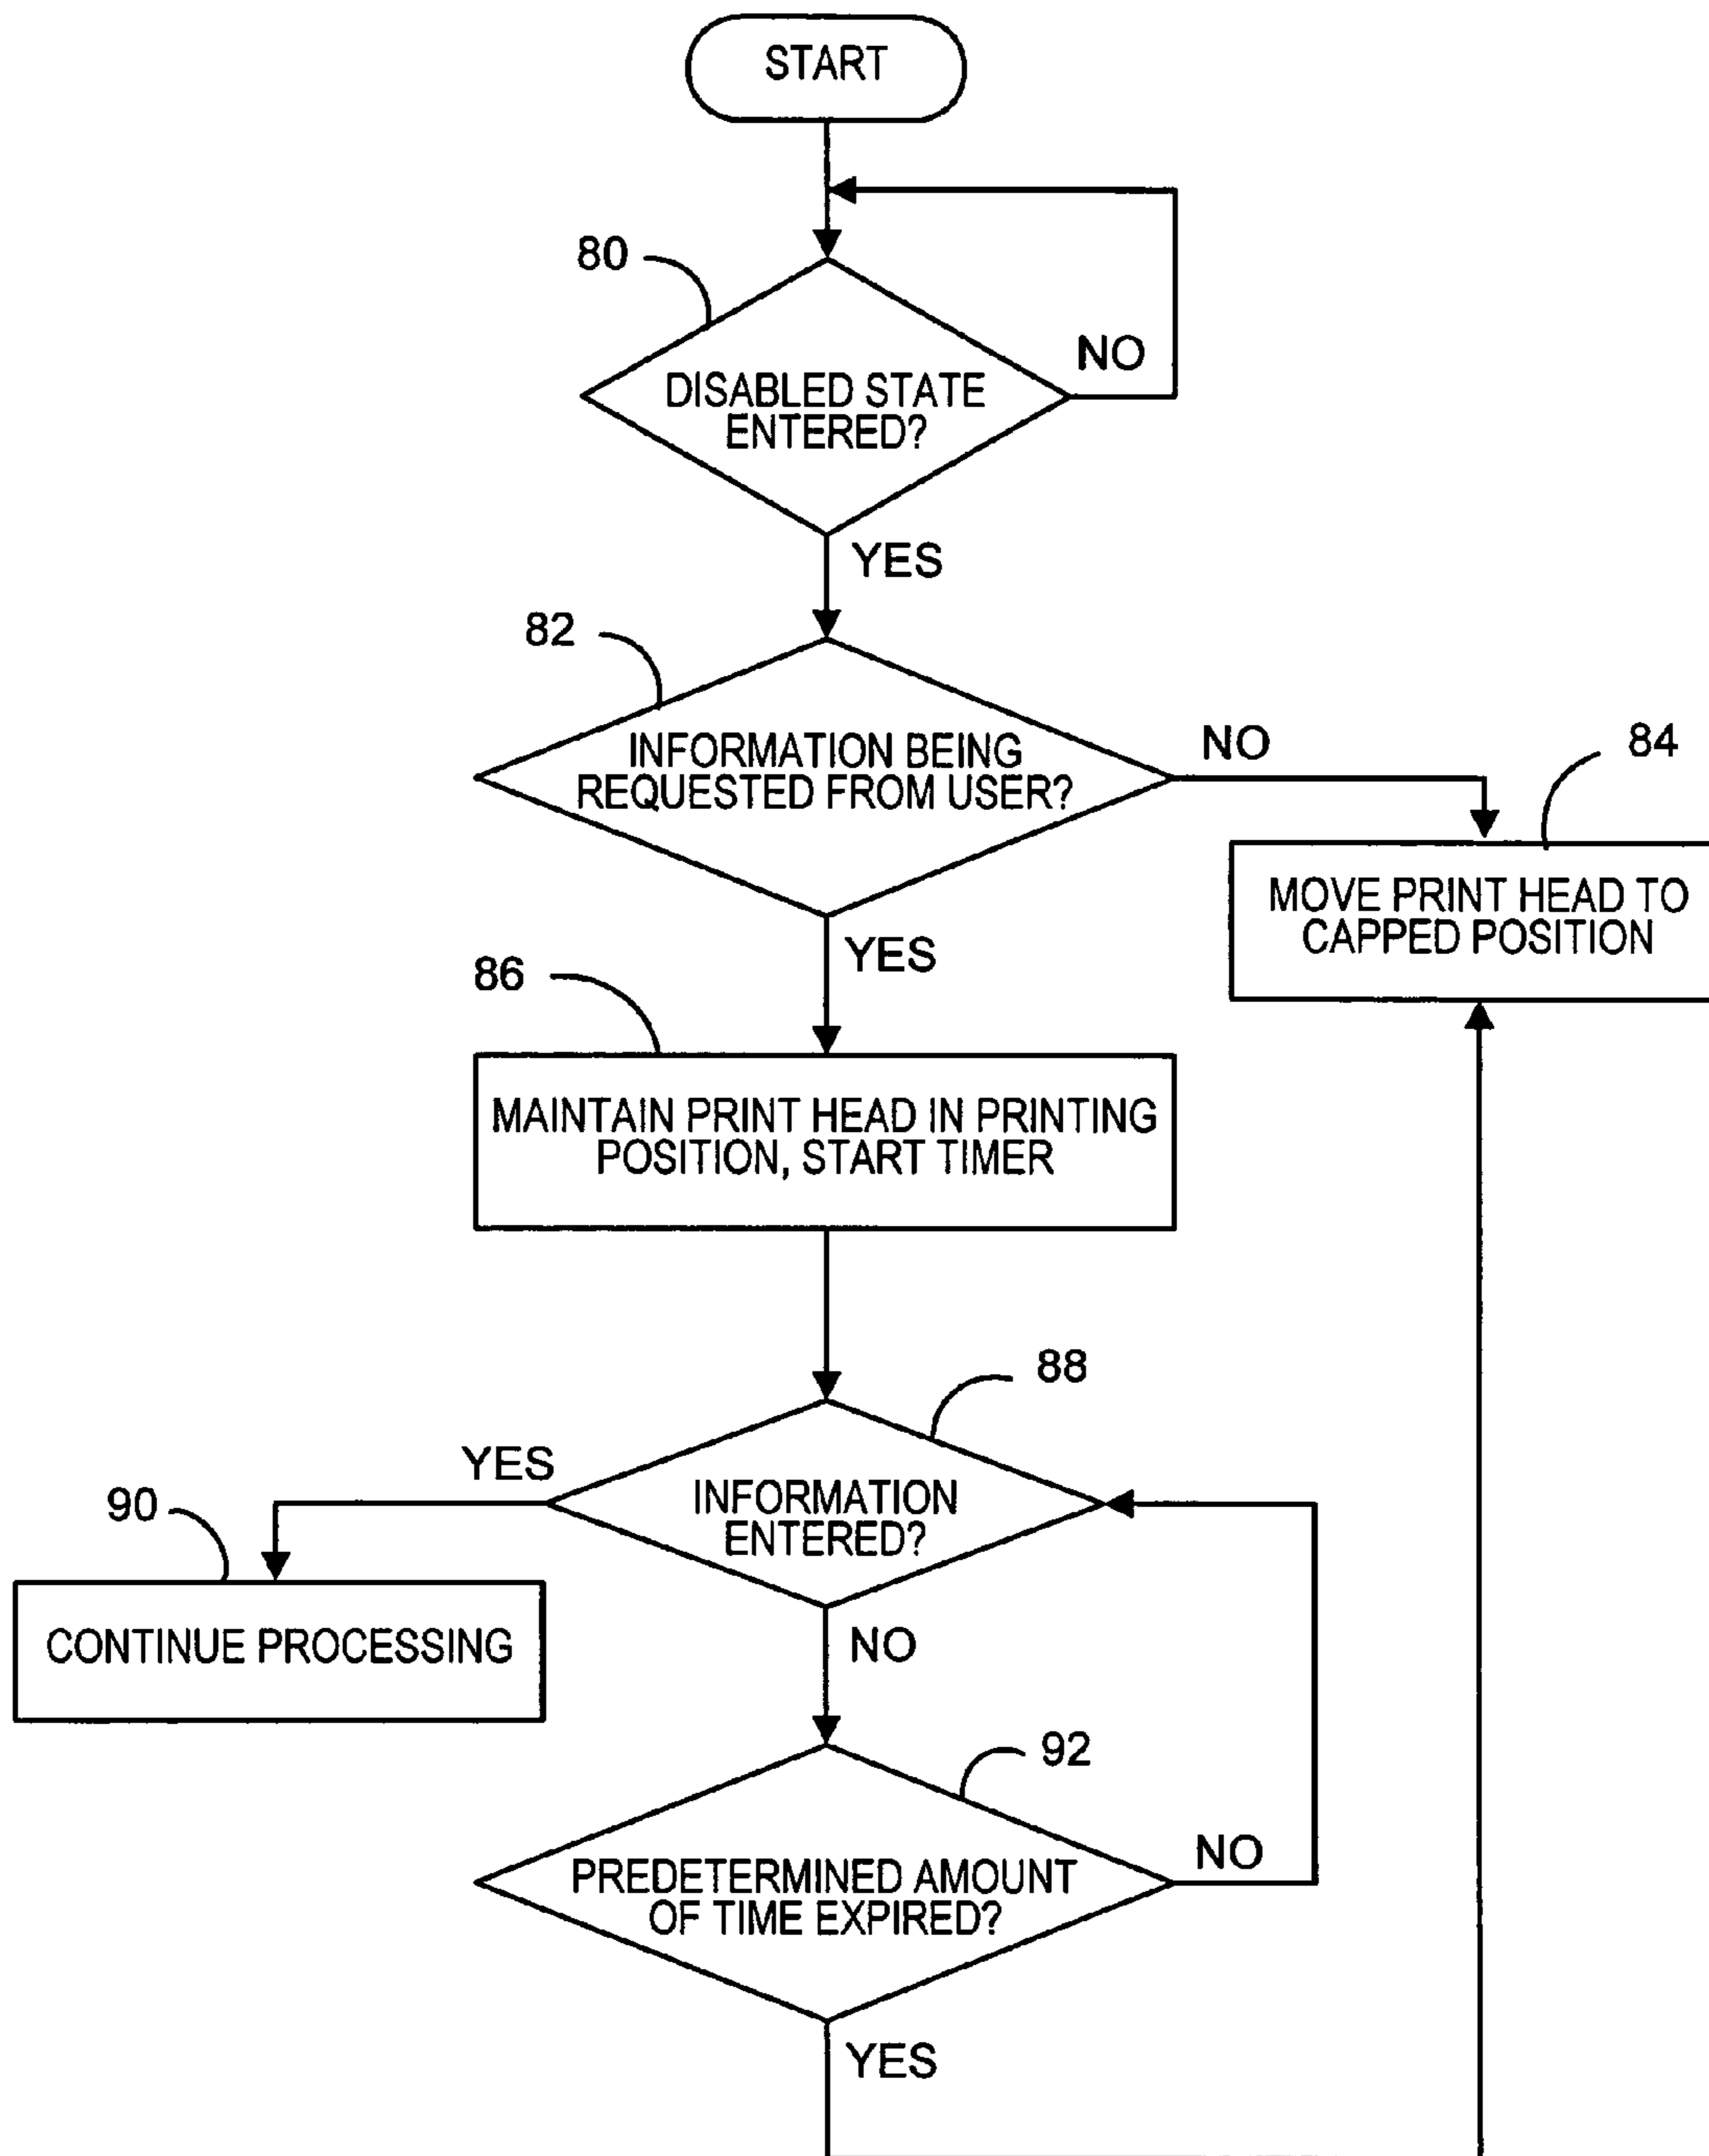 START
80
NO
DISABLED STATE
ENTERED?
YES
82
NO
84
INFORMATION BEING
REQUESTED FROM USER?
MOVE PRINT HEAD TO
CAPPED POSITION
YES
86
MAINTAIN PRINT HEAD IN PRINTING
POSITION, START TIMER
88
YES
90
INFORMATION
ENTERED?
CONTINUE PROCESSING
NO
92
NO
PREDETERMINED AMOUNT
OF TIME EXPIRED?
YES